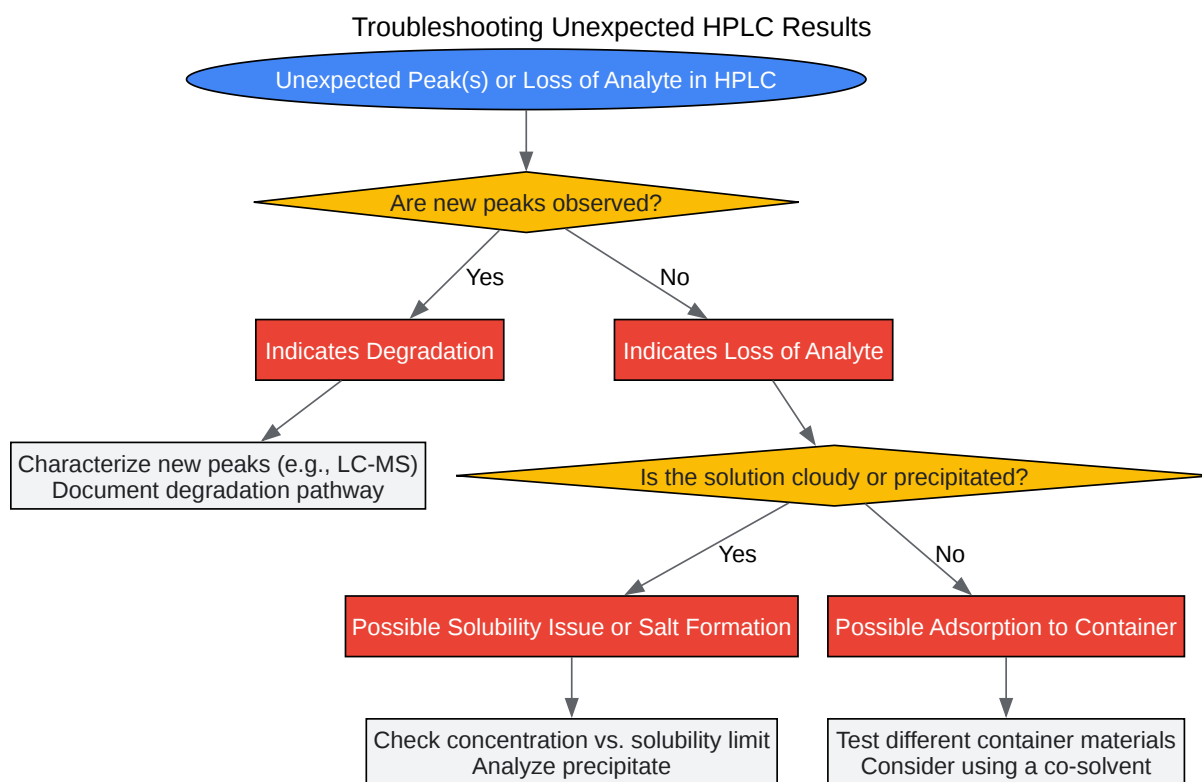 Troubleshooting Unexpected HPLC Results
Unexpected Peak(s) or Loss of Analyte in HPLC
Are new peaks observed?
Yes
No
Indicates Degradation
Indicates Loss of Analyte
Characterize new peaks (e.g., LC-MS)
Document degradation pathway
Is the solution cloudy or precipitated?
Yes
No
Possible Solubility Issue or Salt Formation
Possible Adsorption to Container
Check concentration vs. solubility limit
Analyze precipitate
Test different container materials
Consider using a co-solvent